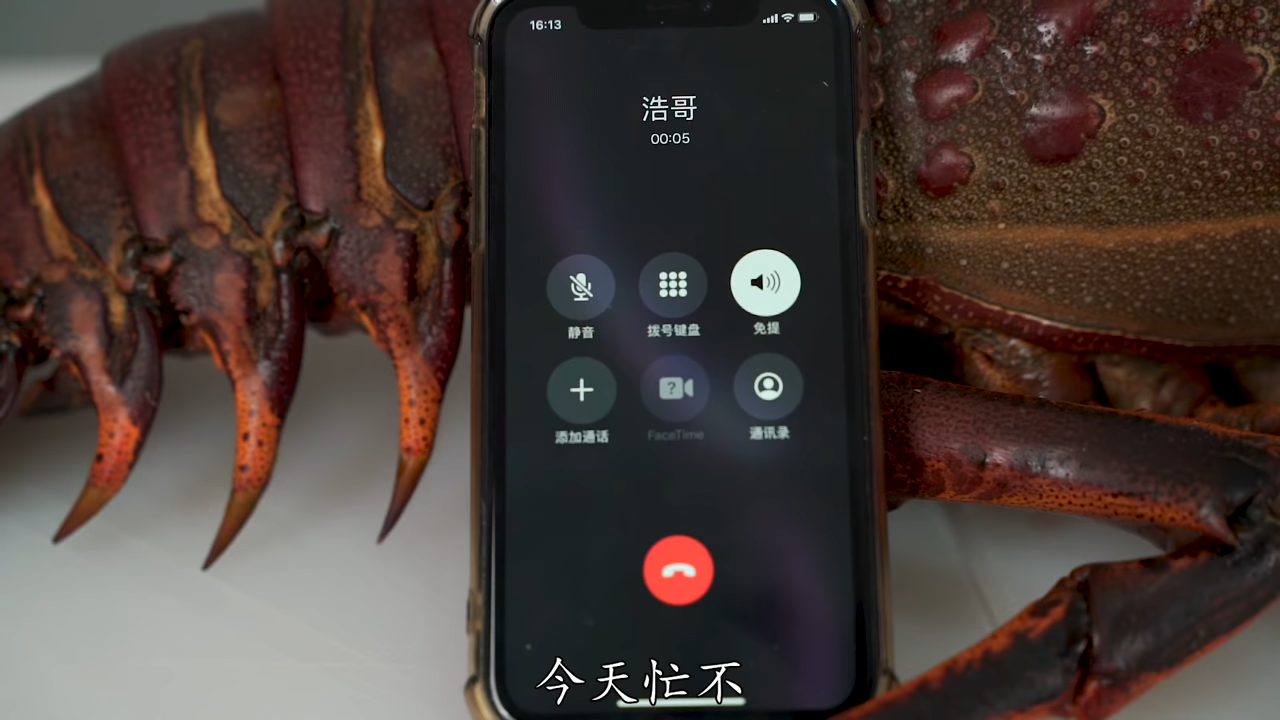 16:13
浩哥
00:05
静音 拨号键盘 免提
?
添加通话 FaceTime 通讯录
今天忙不